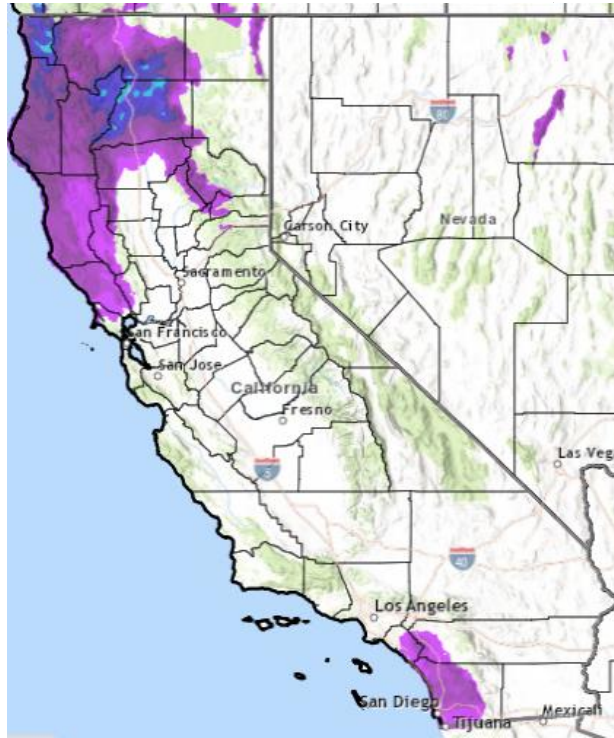 80
Carson City
Nevada
Sacramento
San Francisco
San Jose
California
Fresno
5
Las Veg
40
Los Angeles
San Diego
Tijuana
Mexicali